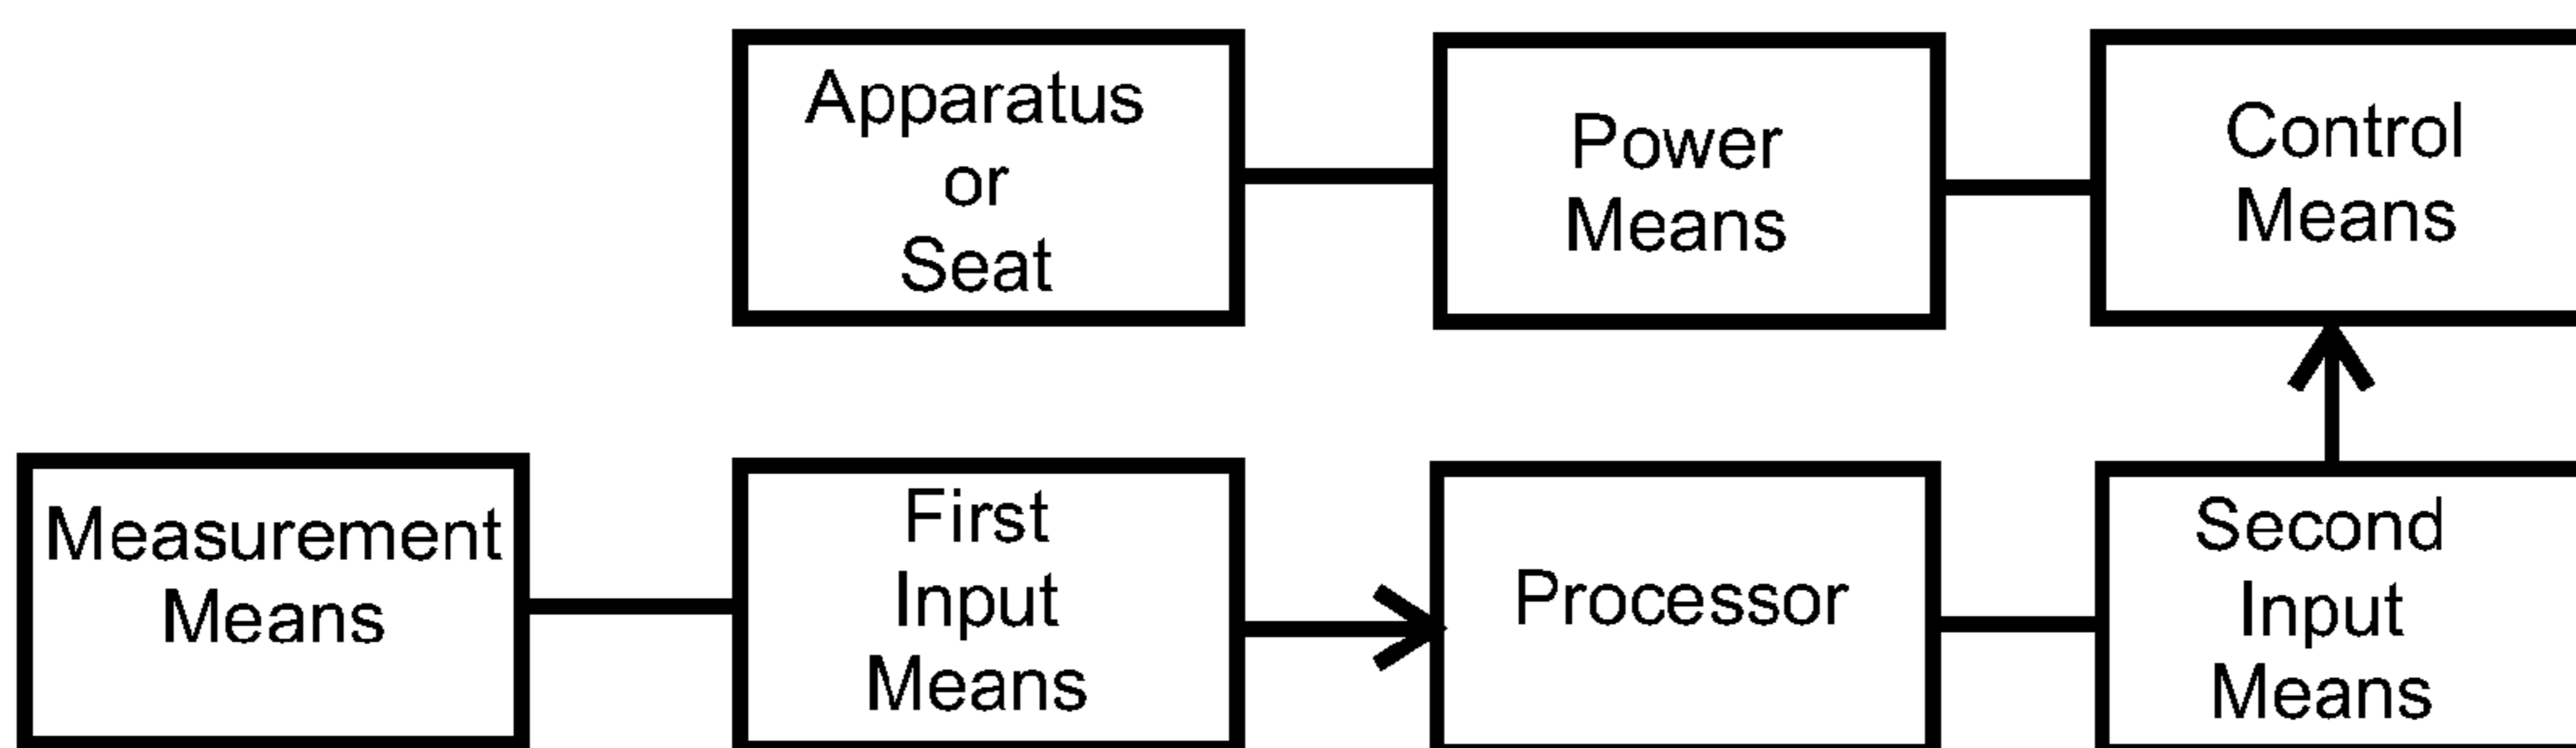 Apparatus
or
Seat
Power
Means
Control
Means
Measurement
Means
First
Input
Means
Processor
Second
Input
Means